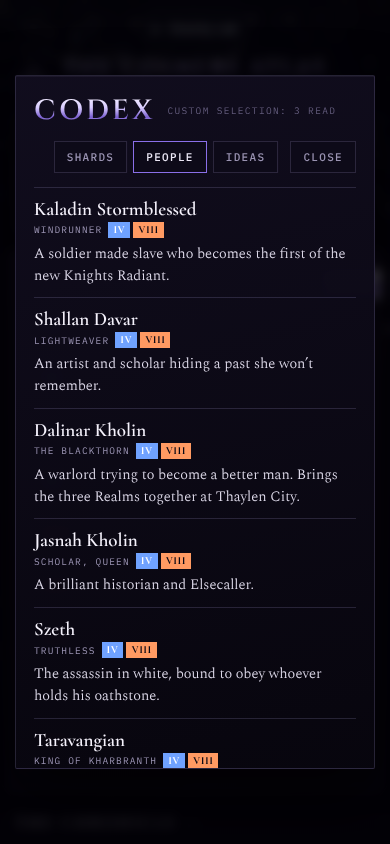 CODEX CUSTOM SELECTION: 3 READ
SHARDS PEOPLE IDEAS CLOSE
Kaladin Stormblessed
WINDRUNNER IV VIII
A soldier made slave who becomes the first of the
new Knights Radiant.
Shallan Davar
LIGHTWEAVER IV VIII
An artist and scholar hiding a past she won’t
remember.
Dalinar Kholin
THE BLACKTHORN IV VIII
A warlord trying to become a better man. Brings
the three Realms together at Thaylen City.
Jasnah Kholin
SCHOLAR, QUEEN IV VIII
A brilliant historian and Elsecaller.
Szeth
TRUTHLESS IV VIII
The assassin in white, bound to obey whoever
holds his oathstone.
Taravangian
KING OF KHARBRANTH IV VIII